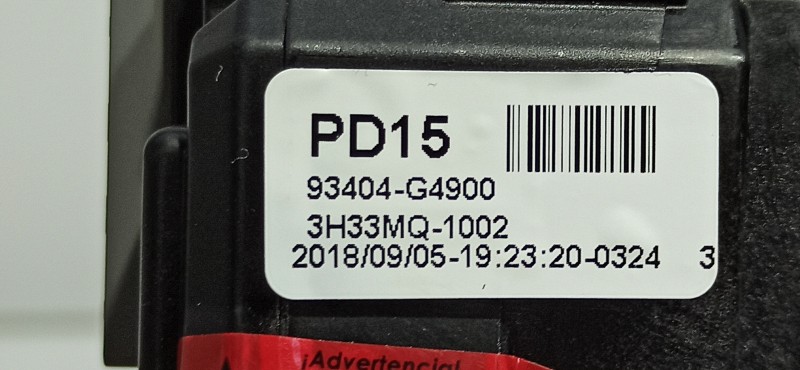 PD15
93404-G4900
3H33MQ-1002
2018/09/05-19:23:20-0324 3
¡Advertencia!